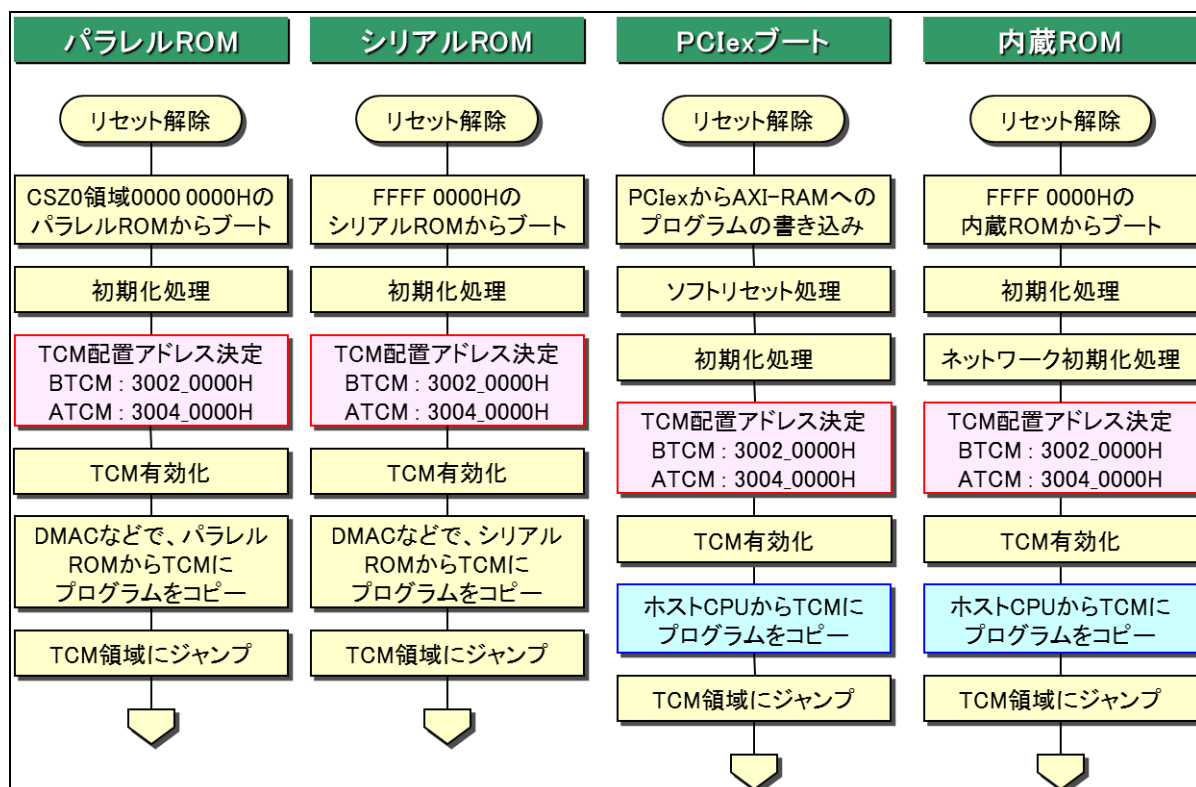 パラレルROM
リセット解除
CSZ0領域0000 0000Hの
パラレルROMからブート
初期化処理
TCM配置アドレス決定
BTCM : 3002_0000H
ATCM : 3004_0000H
TCM有効化
DMACなどで、パラレル
ROMからTCMに
プログラムをコピー
TCM領域にジャンプ
シリアルROM
リセット解除
FFFF 0000Hの
シリアルROMからブート
初期化処理
TCM配置アドレス決定
BTCM : 3002_0000H
ATCM : 3004_0000H
TCM有効化
DMACなどで、シリアル
ROMからTCMに
プログラムをコピー
TCM領域にジャンプ
PCIexブート
リセット解除
PCIexからAXI-RAMへの
プログラムの書き込み
ソフトリセット処理
初期化処理
TCM配置アドレス決定
BTCM : 3002_0000H
ATCM : 3004_0000H
TCM有効化
ホストCPUからTCMに
プログラムをコピー
TCM領域にジャンプ
内蔵ROM
リセット解除
FFFF 0000Hの
内蔵ROMからブート
初期化処理
ネットワーク初期化処理
TCM配置アドレス決定
BTCM : 3002_0000H
ATCM : 3004_0000H
TCM有効化
ホストCPUからTCMに
プログラムをコピー
TCM領域にジャンプ